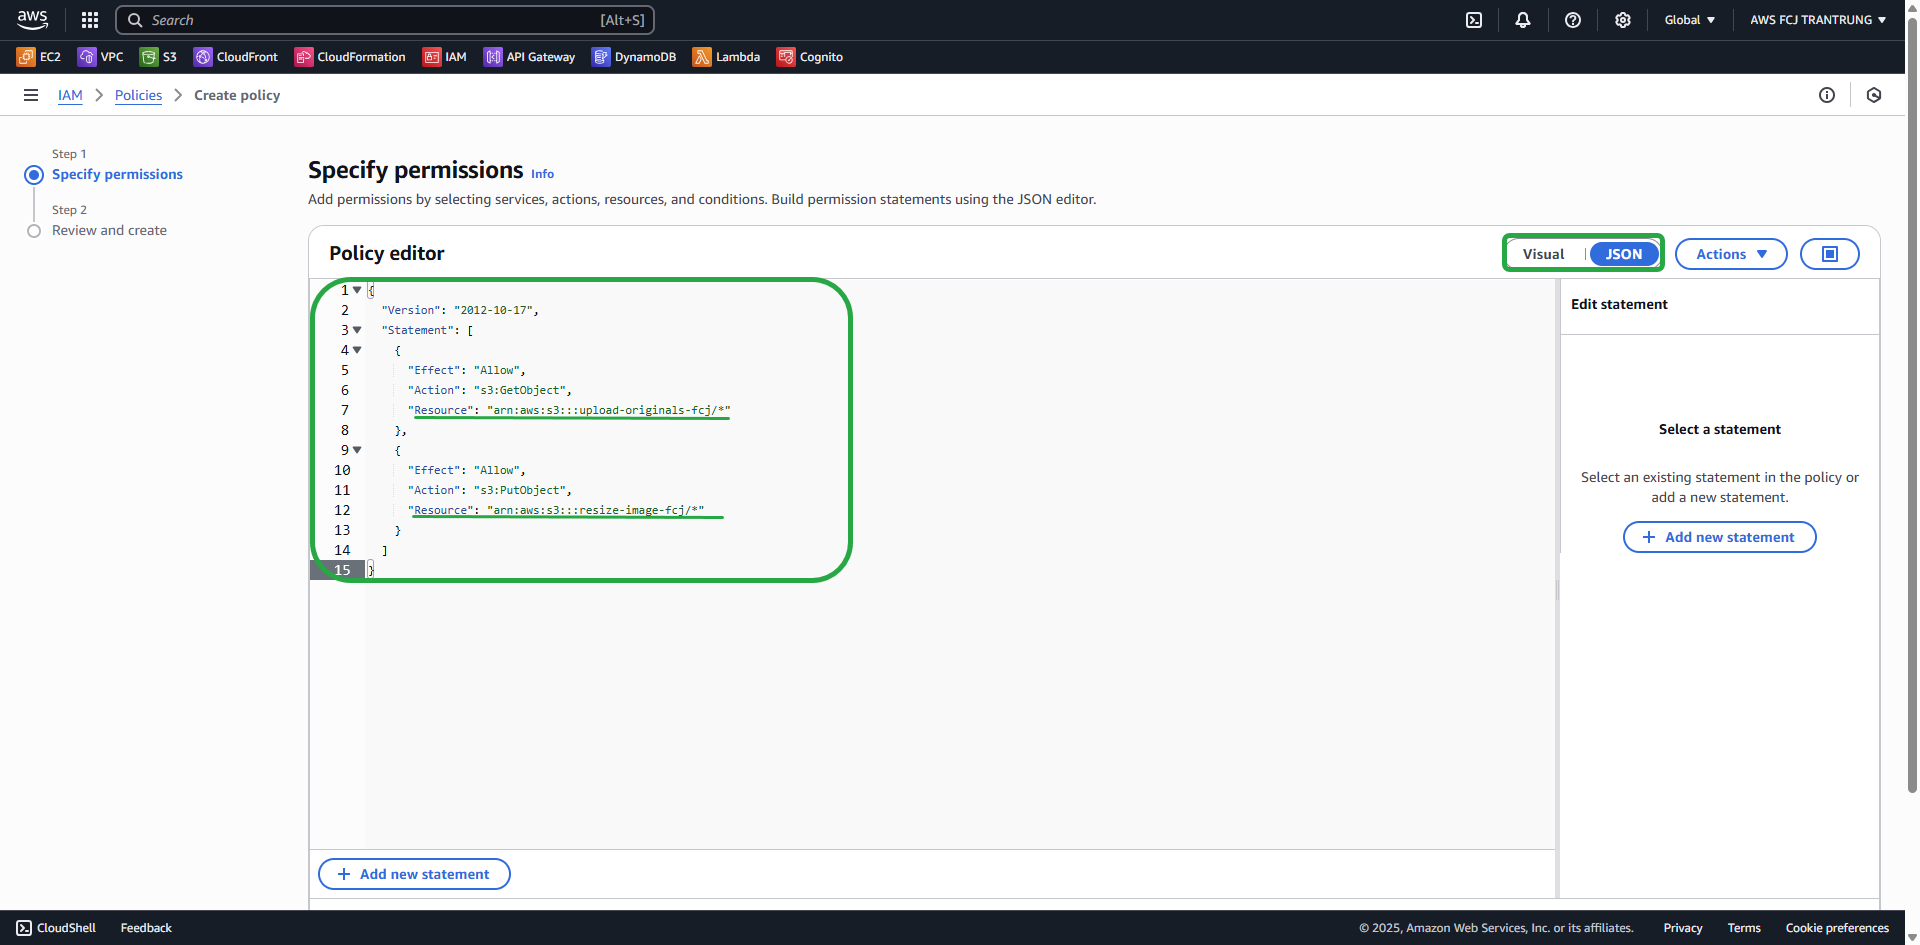 aws
Search [Alt+S]
Global
AWS FCJ TRANTRUNG
EC2 VPC S3 CloudFront CloudFormation IAM API Gateway DynamoDB Lambda Cognito
IAM > Policies > Create policy
Step 1
Specify permissions
Step 2
Review and create
Specify permissions Info
Add permissions by selecting services, actions, resources, and conditions. Build permission statements using the JSON editor.
Policy editor
Visual | JSON
Actions
1 {
2 "Version": "2012-10-17",
3 "Statement": [
4 {
5 "Effect": "Allow",
6 "Action": "s3:GetObject",
7 "Resource": "arn:aws:s3:::upload-originals-fcj/*"
8 },
9 {
10 "Effect": "Allow",
11 "Action": "s3:PutObject",
12 "Resource": "arn:aws:s3:::resize-image-fcj/*"
13 }
14 ]
15 }
+ Add new statement
Edit statement
Select a statement
Select an existing statement in the policy or
add a new statement.
+ Add new statement
CloudShell Feedback
© 2025, Amazon Web Services, Inc. or its affiliates. Privacy Terms Cookie preferences